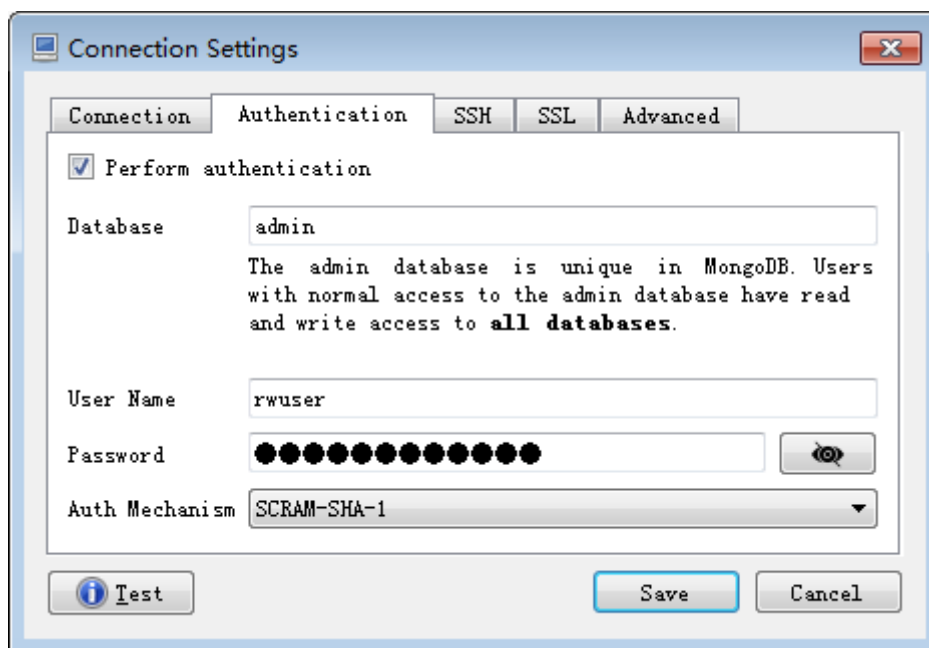 Connection Settings
Connection Authentication SSH SSL Advanced
Perform authentication
Database admin
The admin database is unique in MongoDB. Users
with normal access to the admin database have read
and write access to all databases.
User Name rwuser
Password ●●●●●●●●●●●●
Auth Mechanism SCRAM-SHA-1
Test Save Cancel